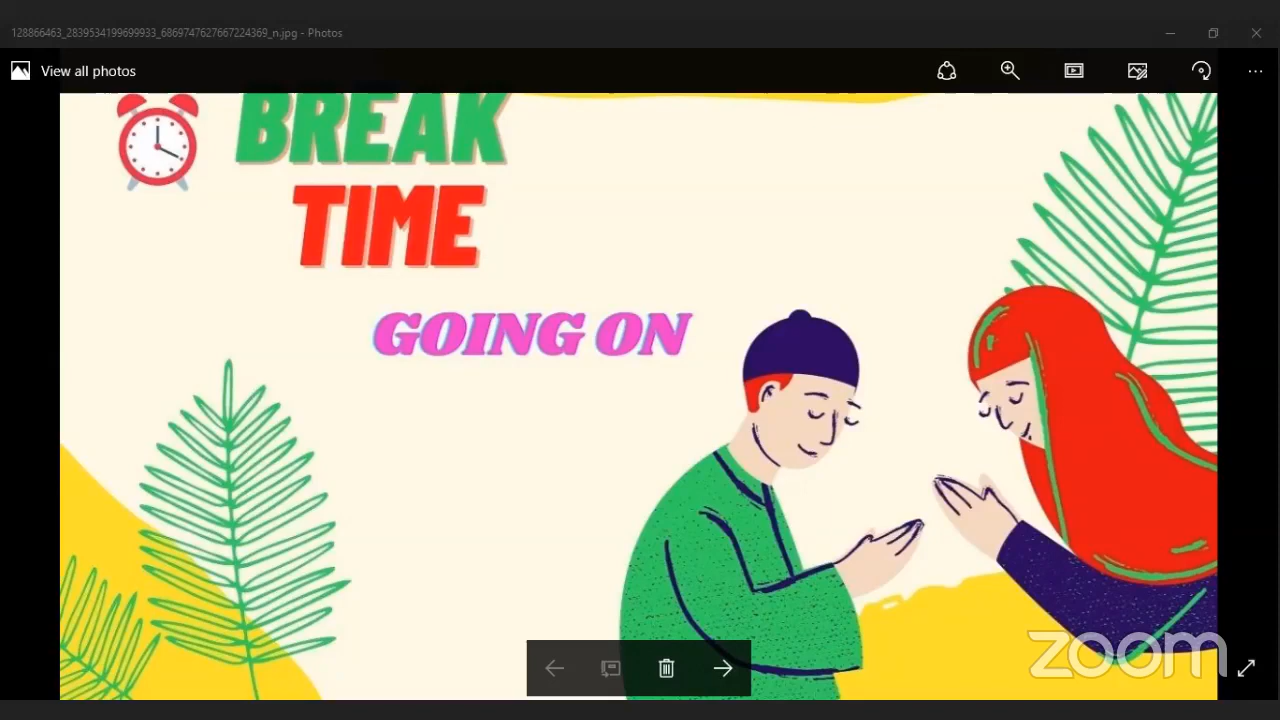 128866463_2839534199699933_6869747627667224369_n.jpg - Photos
View all photos
BREAK
TIME
GOING ON
zoom